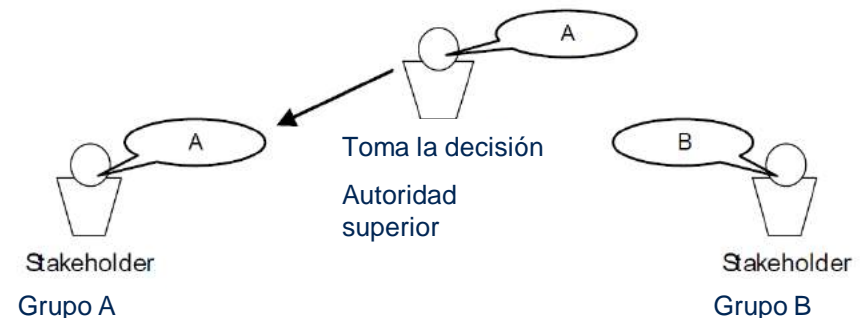 A
A
Toma la decisión
B
Autoridad
superior
Stakeholder
Stakeholder
Grupo A
Grupo B